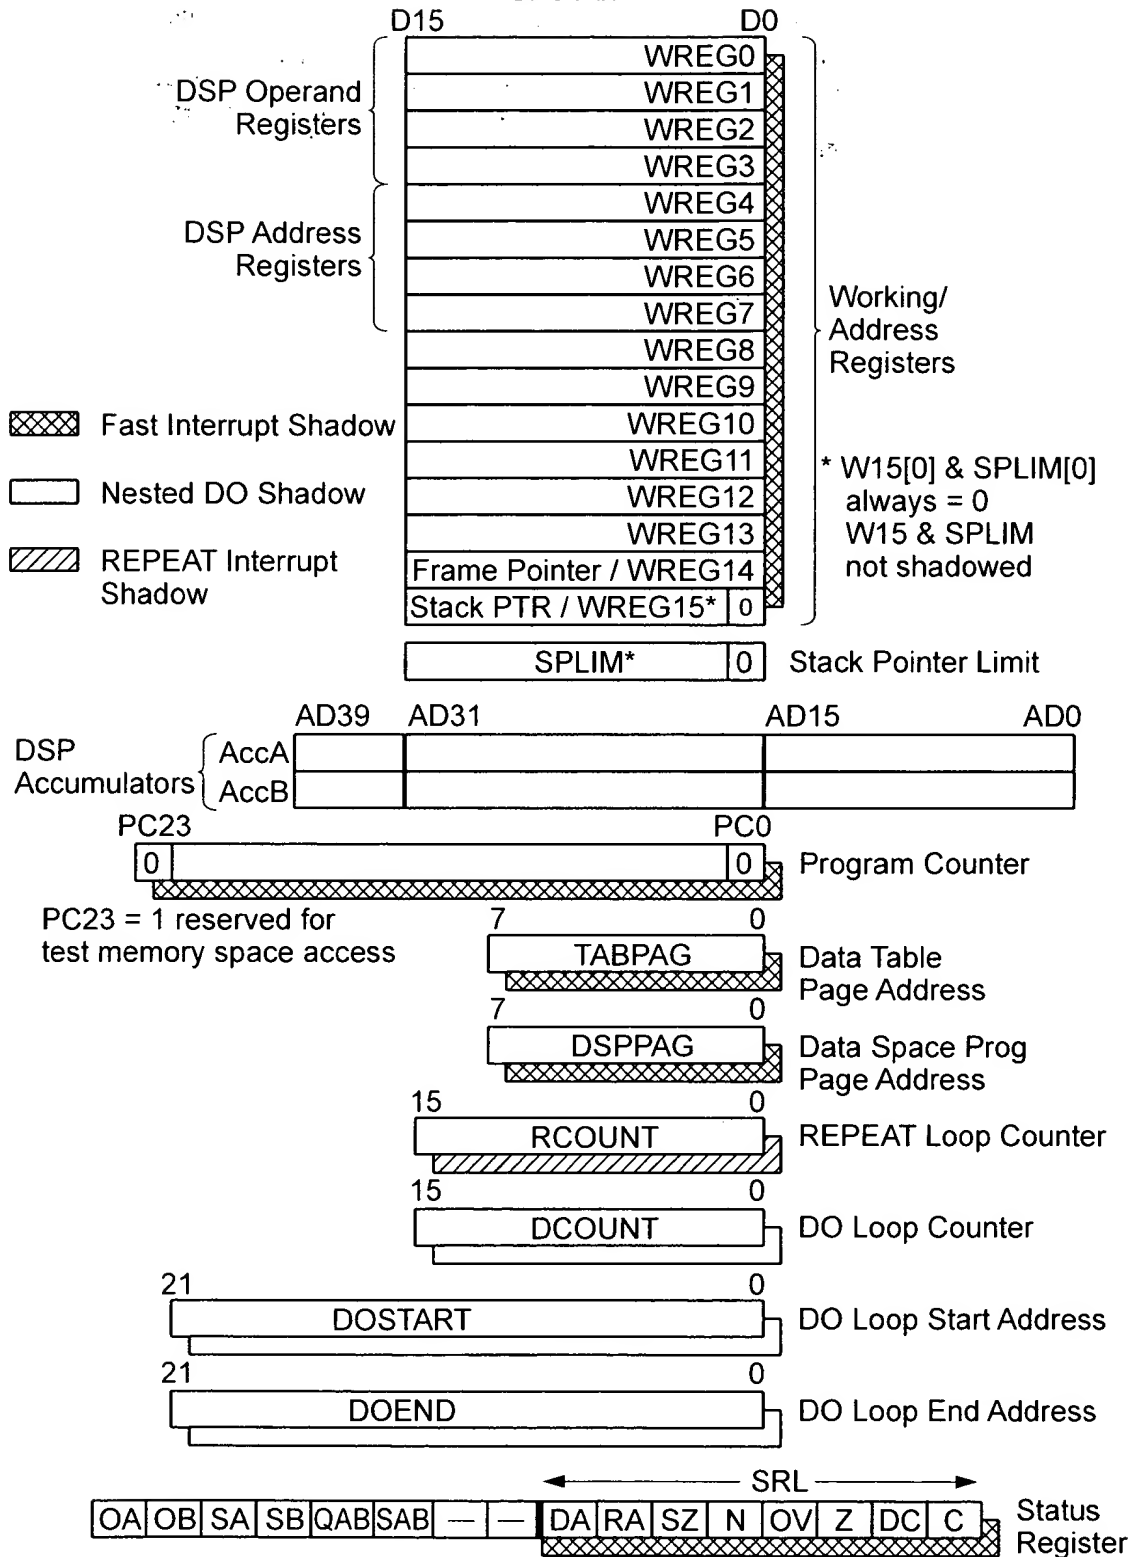 D15 D0
WREG0
DSP Operand
Registers
WREG1
WREG2
WREG3
WREG4
DSP Address
Registers
WREG5
WREG6
WREG7
Working/
Address
Registers
WREG8
WREG9
WREG10
WREG11
WREG12
WREG13
Frame Pointer / WREG14
Stack PTR / WREG15* 0
Fast Interrupt Shadow
Nested DO Shadow
REPEAT Interrupt
Shadow
* W15[0] & SPLIM[0]
always = 0
W15 & SPLIM
not shadowed
SPLIM* 0 Stack Pointer Limit
AD39 AD31 AD15 AD0
DSP
Accumulators
AccA
AccB
PC23 PC0
0 0 Program Counter
PC23 = 1 reserved for
test memory space access
7 0
TABPAG
Data Table
Page Address
7 0
DSPPAG
Data Space Prog
Page Address
15 0
RCOUNT REPEAT Loop Counter
15 0
DCOUNT DO Loop Counter
21 0
DOSTART DO Loop Start Address
21 0
DOEND DO Loop End Address
SRL
OA OB SA SB QAB SAB — — DA RA SZ N OV Z DC C
Status
Register